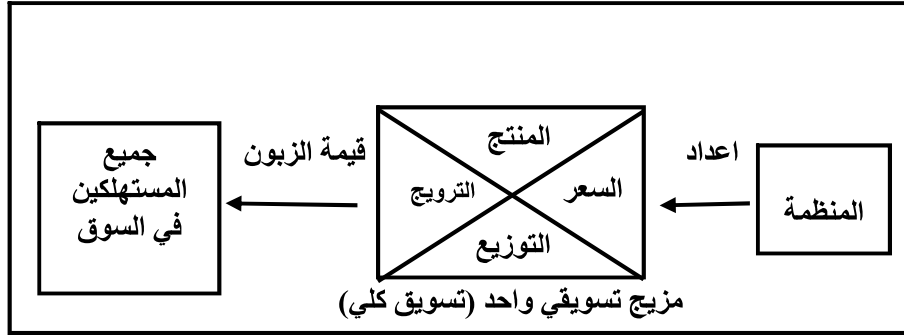 المنظمة
اعداد
المنتج
السعر
الترويج
التوزيع
مزيج تسويقي واحد (تسويق كلي)
قيمة الزبون
جميع
المستهلكين
في السوق